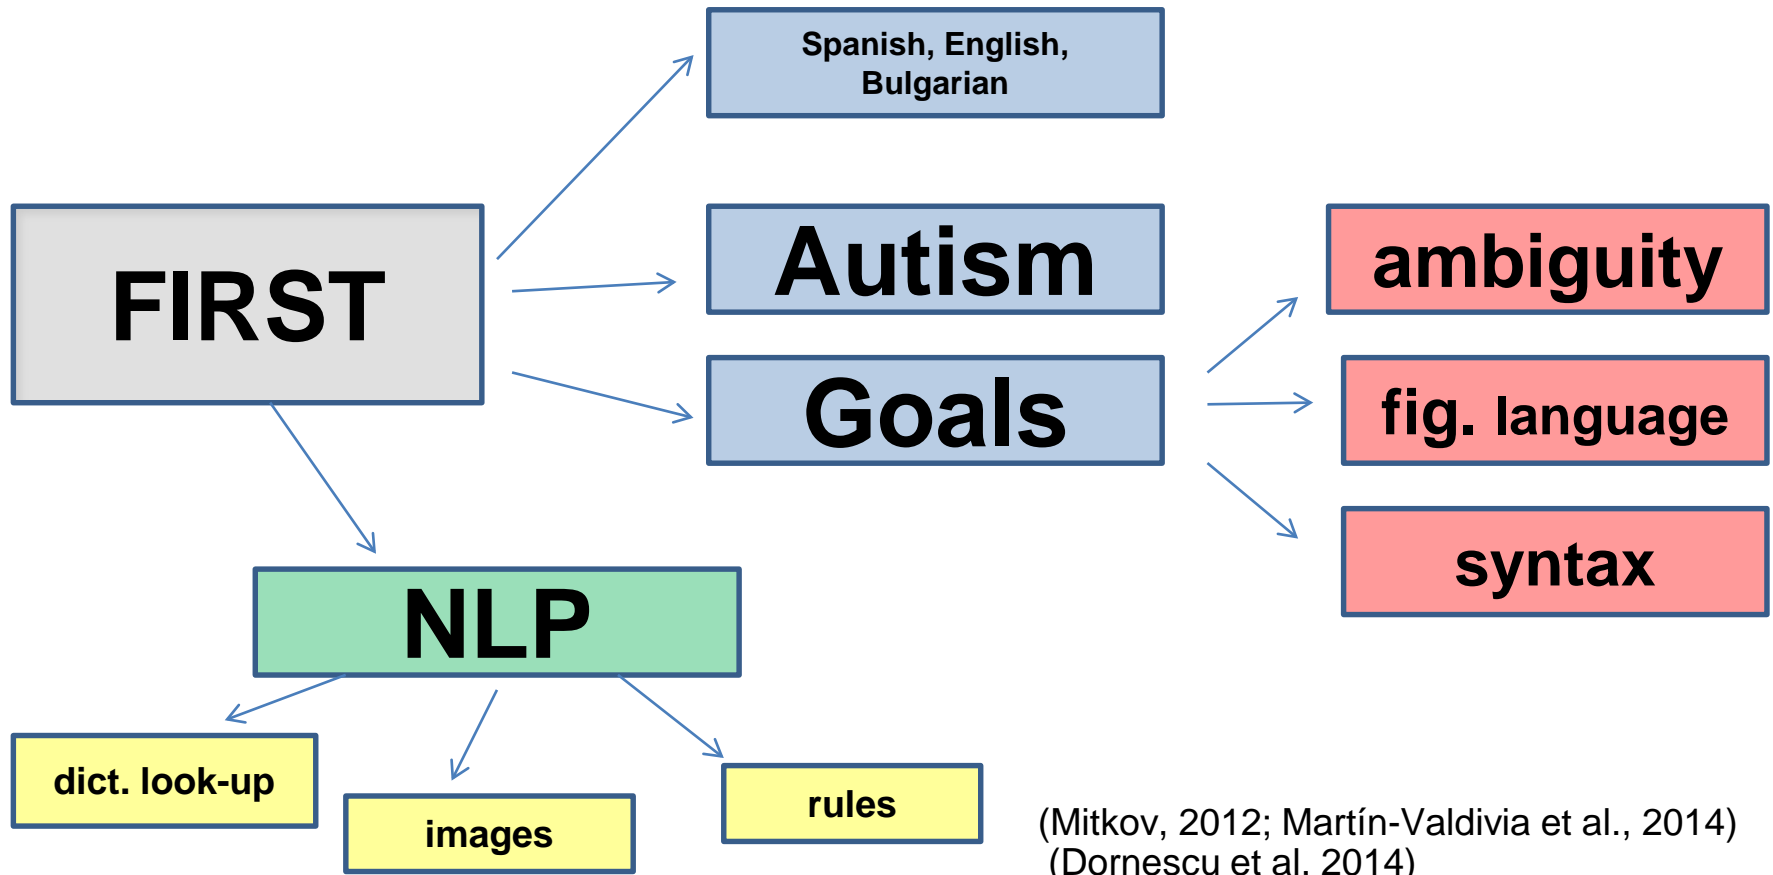 Spanish, English,
Bulgarian
FIRST
Autism
Goals
ambiguity
fig. language
syntax
NLP
dict. look-up
images
rules
(Mitkov, 2012; Martín-Valdivia et al., 2014)
(Dornescu et al. 2014)